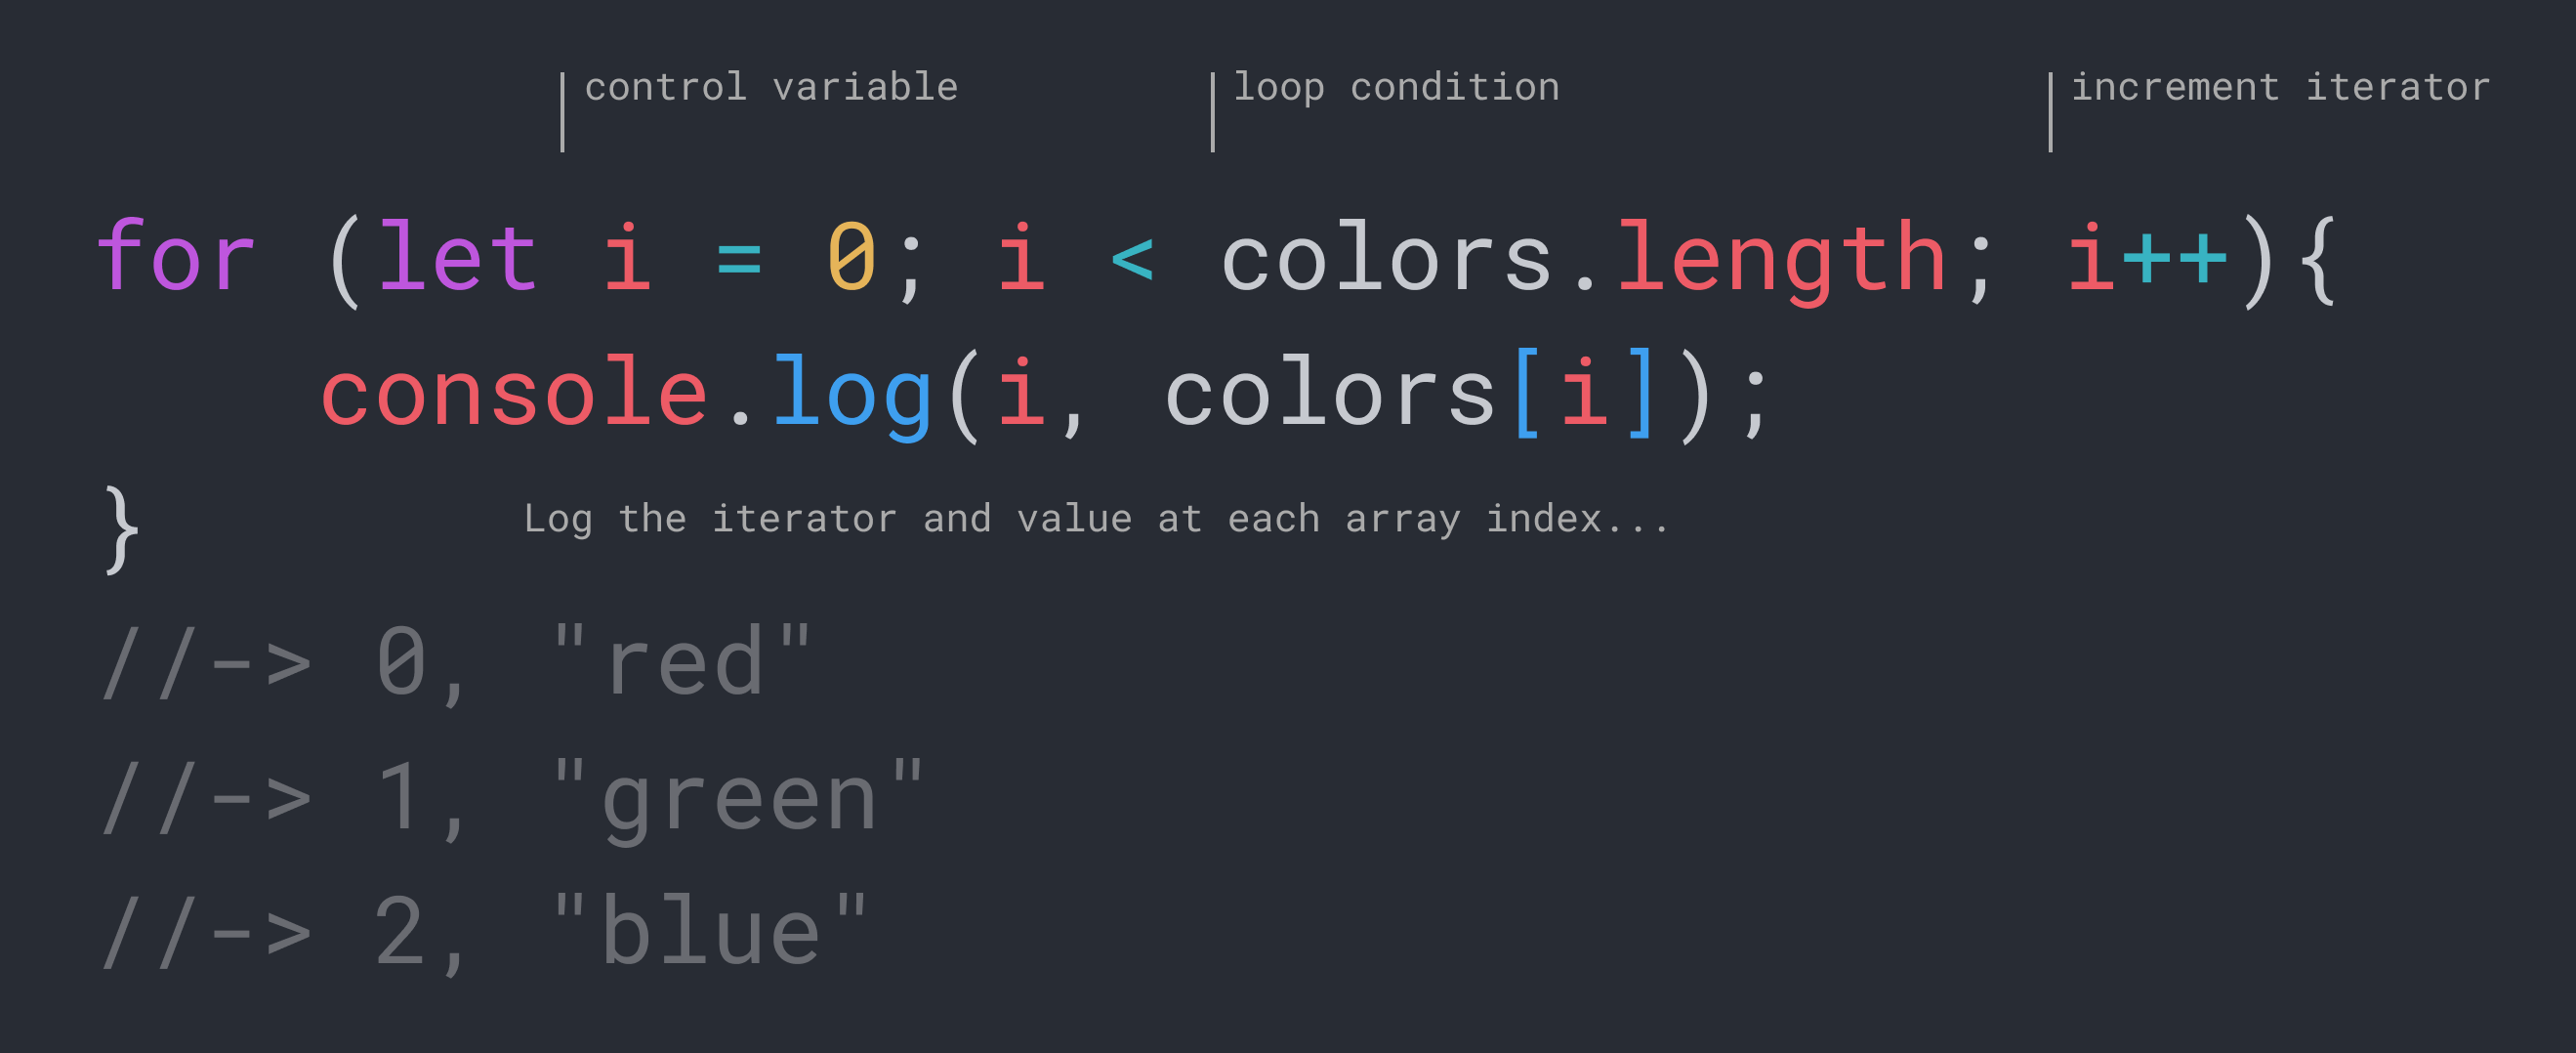 control variable loop condition increment iterator
for (let i = 0; i < colors.length; i++){
console.log(i, colors[i]);
}
Log the iterator and value at each array index...
//-> 0, "red"
//-> 1, "green"
//-> 2, "blue"